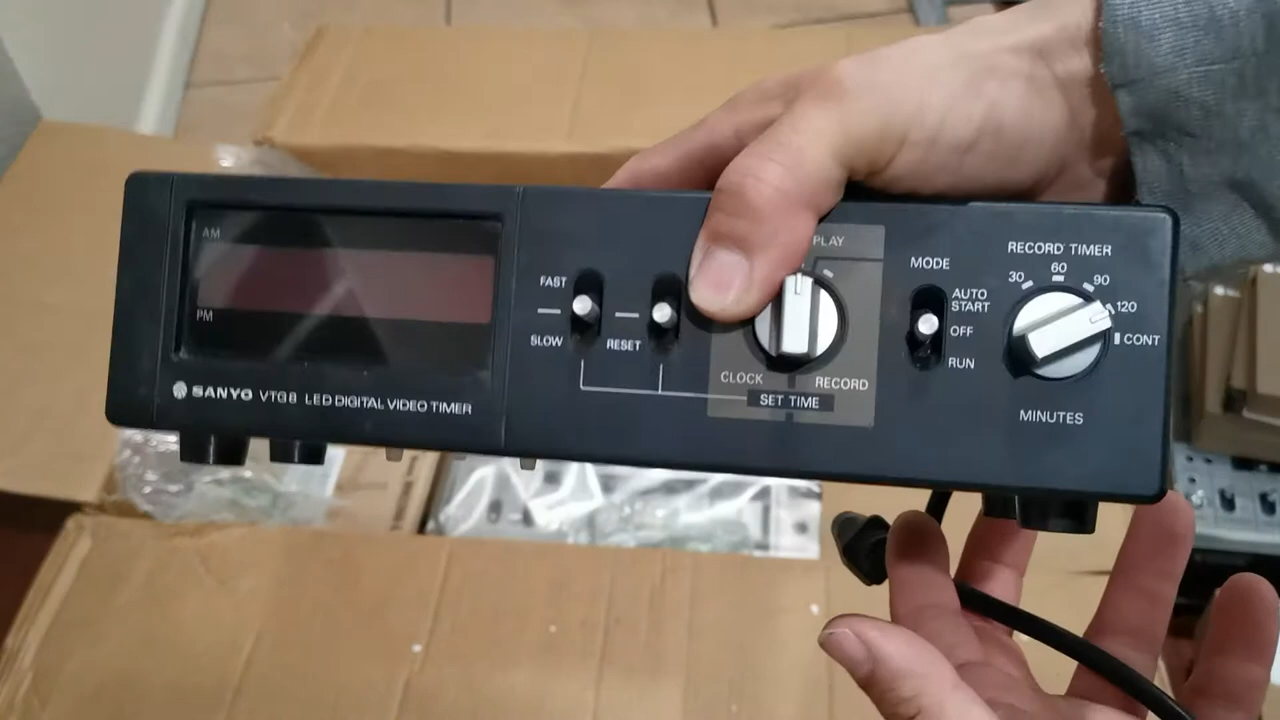 AM
PM
SANYO VTG8 LED DIGITAL VIDEO TIMER
FAST
SLOW
RESET
PLAY
CLOCK
RECORD
SET TIME
MODE
AUTO
START
OFF
RUN
RECORD TIMER
30
60
90
120
CONT
MINUTES